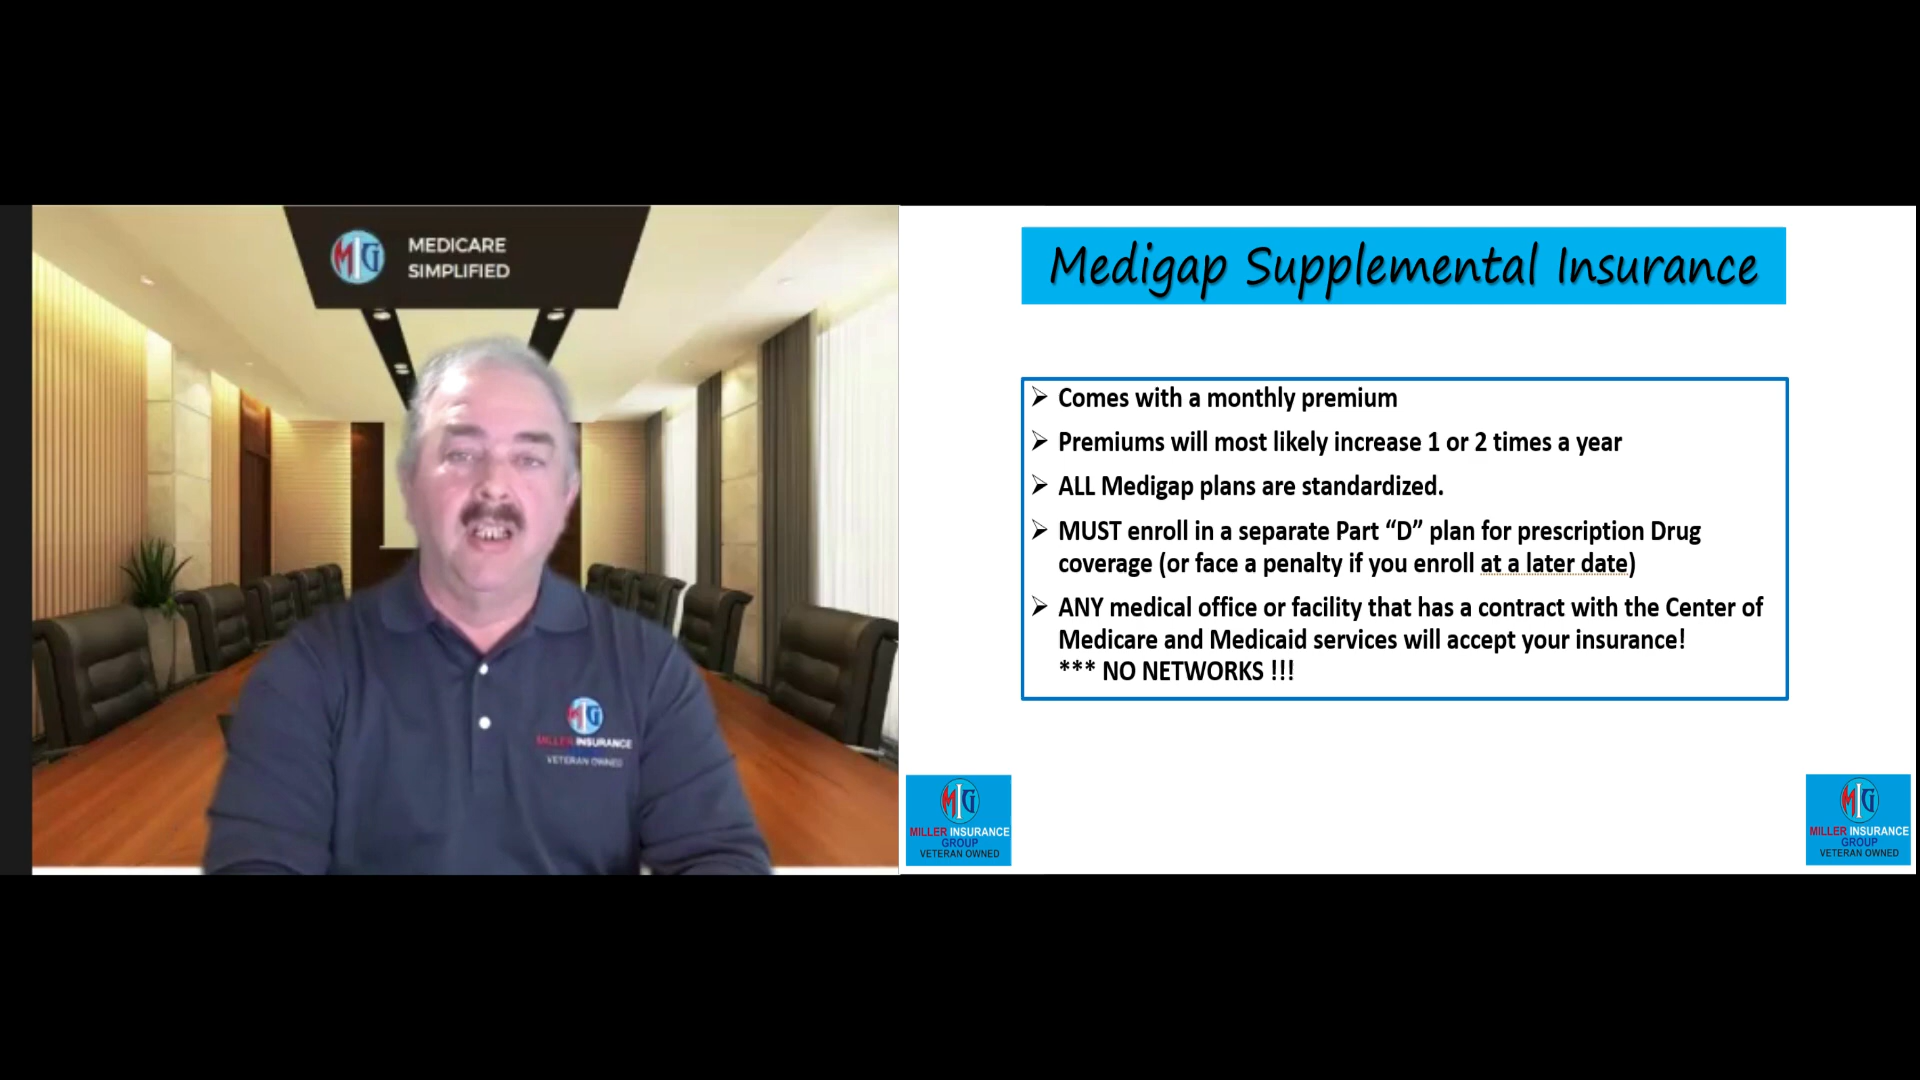 MIG
MEDICARE
SIMPLIFIED
MIG
MILLER INSURANCE
VETERAN OWNED
Medigap Supplemental Insurance
➢ Comes with a monthly premium
➢ Premiums will most likely increase 1 or 2 times a year
➢ ALL Medigap plans are standardized.
➢ MUST enroll in a separate Part “D” plan for prescription Drug
coverage (or face a penalty if you enroll at a later date)
➢ ANY medical office or facility that has a contract with the Center of
Medicare and Medicaid services will accept your insurance!
*** NO NETWORKS !!!
MIG
MILLER INSURANCE
GROUP
VETERAN OWNED
MIG
MILLER INSURANCE
GROUP
VETERAN OWNED